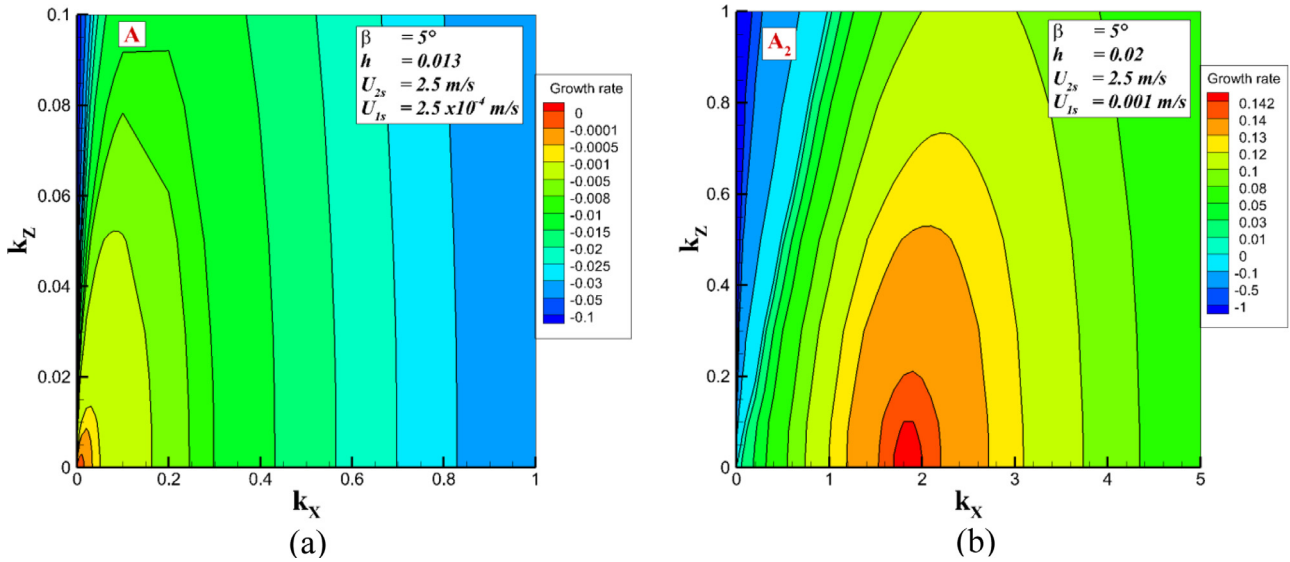 A
β = 5°
h = 0.013
U2s = 2.5 m/s
U1s = 2.5 x10-4 m/s
Growth rate
0
-0.0001
-0.0005
-0.001
-0.005
-0.008
-0.01
-0.015
-0.02
-0.025
-0.03
-0.05
-0.1
kZ
0.1
0.08
0.06
0.04
0.02
0
0 0.2 0.4 0.6 0.8 1
kX
(a)
A2
β = 5°
h = 0.02
U2s = 2.5 m/s
U1s = 0.001 m/s
Growth rate
0.142
0.14
0.13
0.12
0.1
0.08
0.05
0.03
0.01
0
-0.1
-0.5
-1
kZ
1
0.8
0.6
0.4
0.2
0
0 1 2 3 4 5
kX
(b)